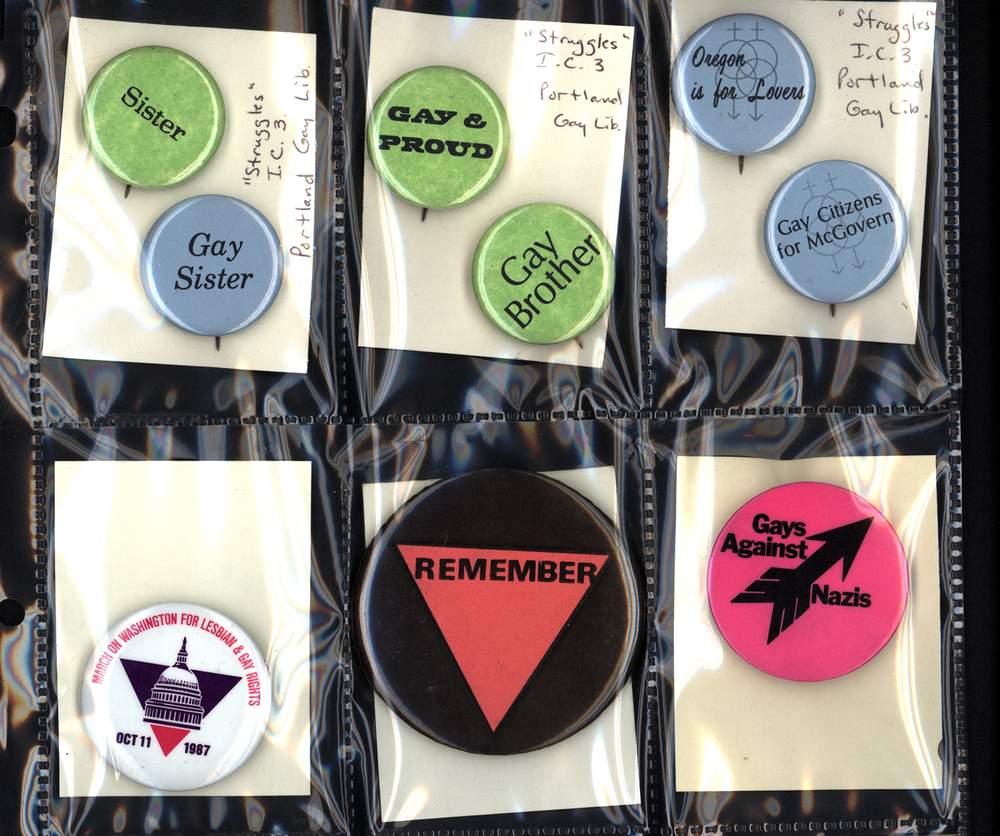 Sister
"Struggles"
I.C. 3
Portland Gay Lib.
Gay
Sister
"Struggles"
I.C. 3
Portland
Gay Lib.
GAY &
PROUD
Gay
Brother
"Struggles"
I.C. 3
Portland
Gay Lib.
Oregon
is for Lovers
Gay Citizens
for McGovern
MARCH ON WASHINGTON FOR LESBIAN & GAY RIGHTS
OCT 11 1987
REMEMBER
Gays
Against
Nazis